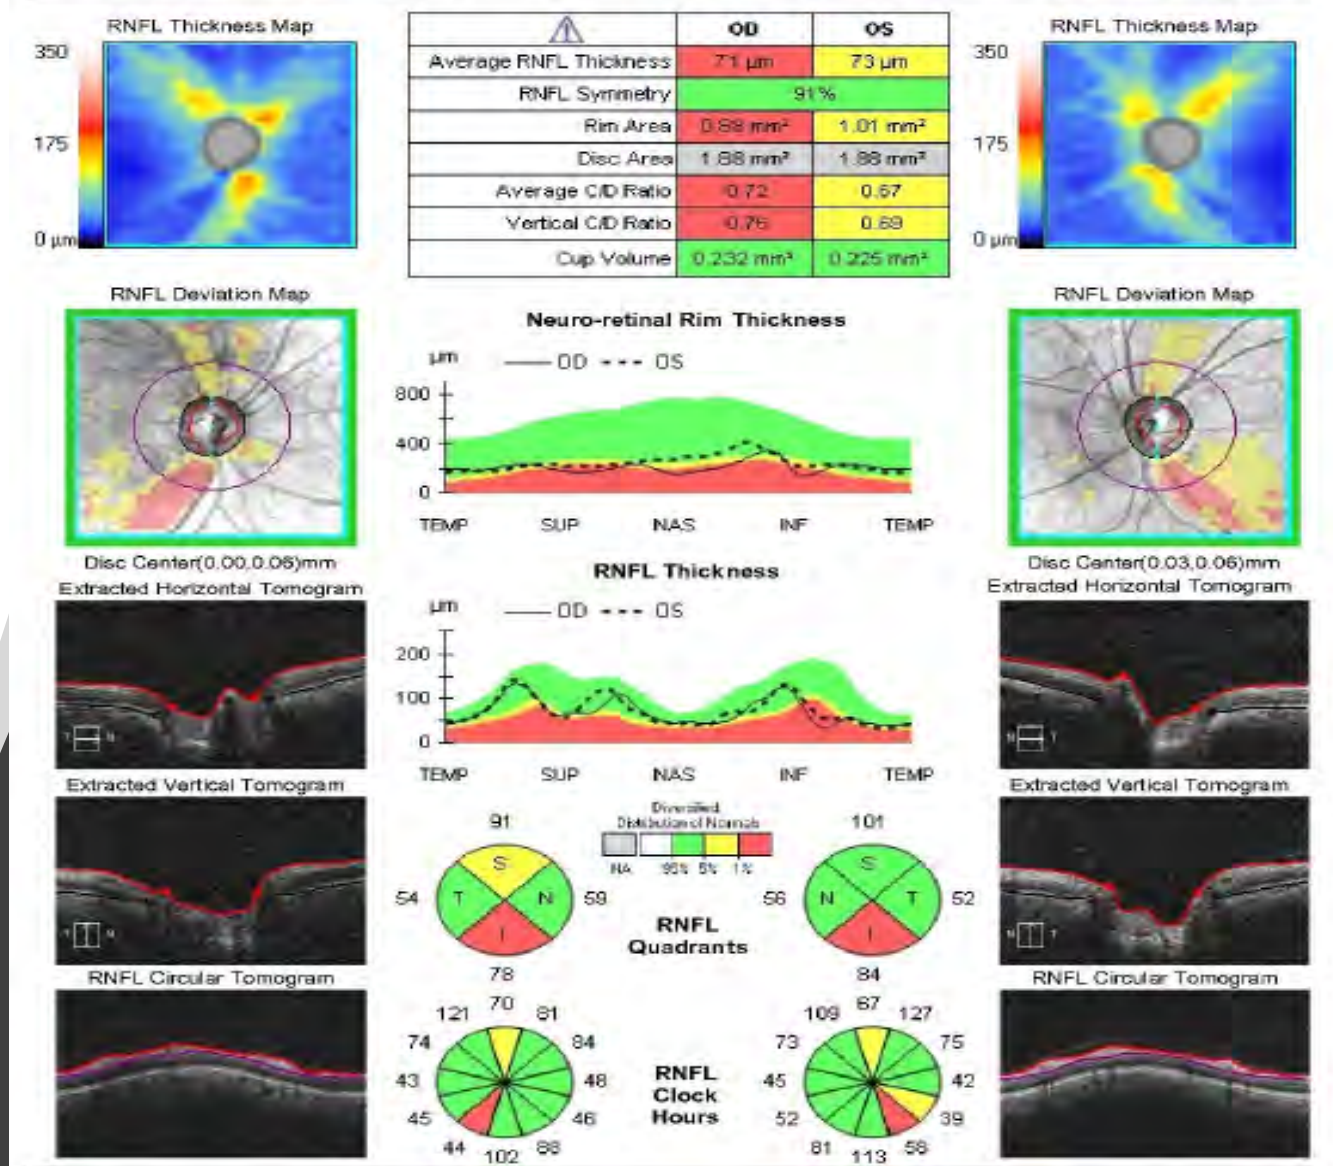 RNFL Thickness Map
350
175
0 µm
OD OS
Average RNFL Thickness 71 µm 73 µm
RNFL Symmetry 91%
Rim Area 0.88 mm² 1.01 mm²
Disc Area 1.88 mm² 1.88 mm²
Average C/D Ratio 0.72 0.67
Vertical C/D Ratio 0.76 0.69
Cup Volume 0.232 mm³ 0.225 mm³
RNFL Thickness Map
350
175
0 µm
RNFL Deviation Map
Disc Center(0.00,0.06)mm
Extracted Horizontal Tomogram
T N
Extracted Vertical Tomogram
T N
RNFL Circular Tomogram
Neuro-retinal Rim Thickness
µm OD OS
800
400
0
TEMP SUP NAS INF TEMP
RNFL Thickness
µm OD OS
200
100
0
TEMP SUP NAS INF TEMP
Diversified
Distribution of Normals
NA 95% 5% 1%
91
54 S T N I 59
78
101
56 S N T I 52
84
RNFL
Quadrants
70
121 81
74 84
43 48
45 46
44 88
102
RNFL
Clock
Hours
67
109 127
73 75
45 42
52 39
81 58
113
RNFL Deviation Map
Disc Center(0.03,0.06)mm
Extracted Horizontal Tomogram
N T
Extracted Vertical Tomogram
N T
RNFL Circular Tomogram